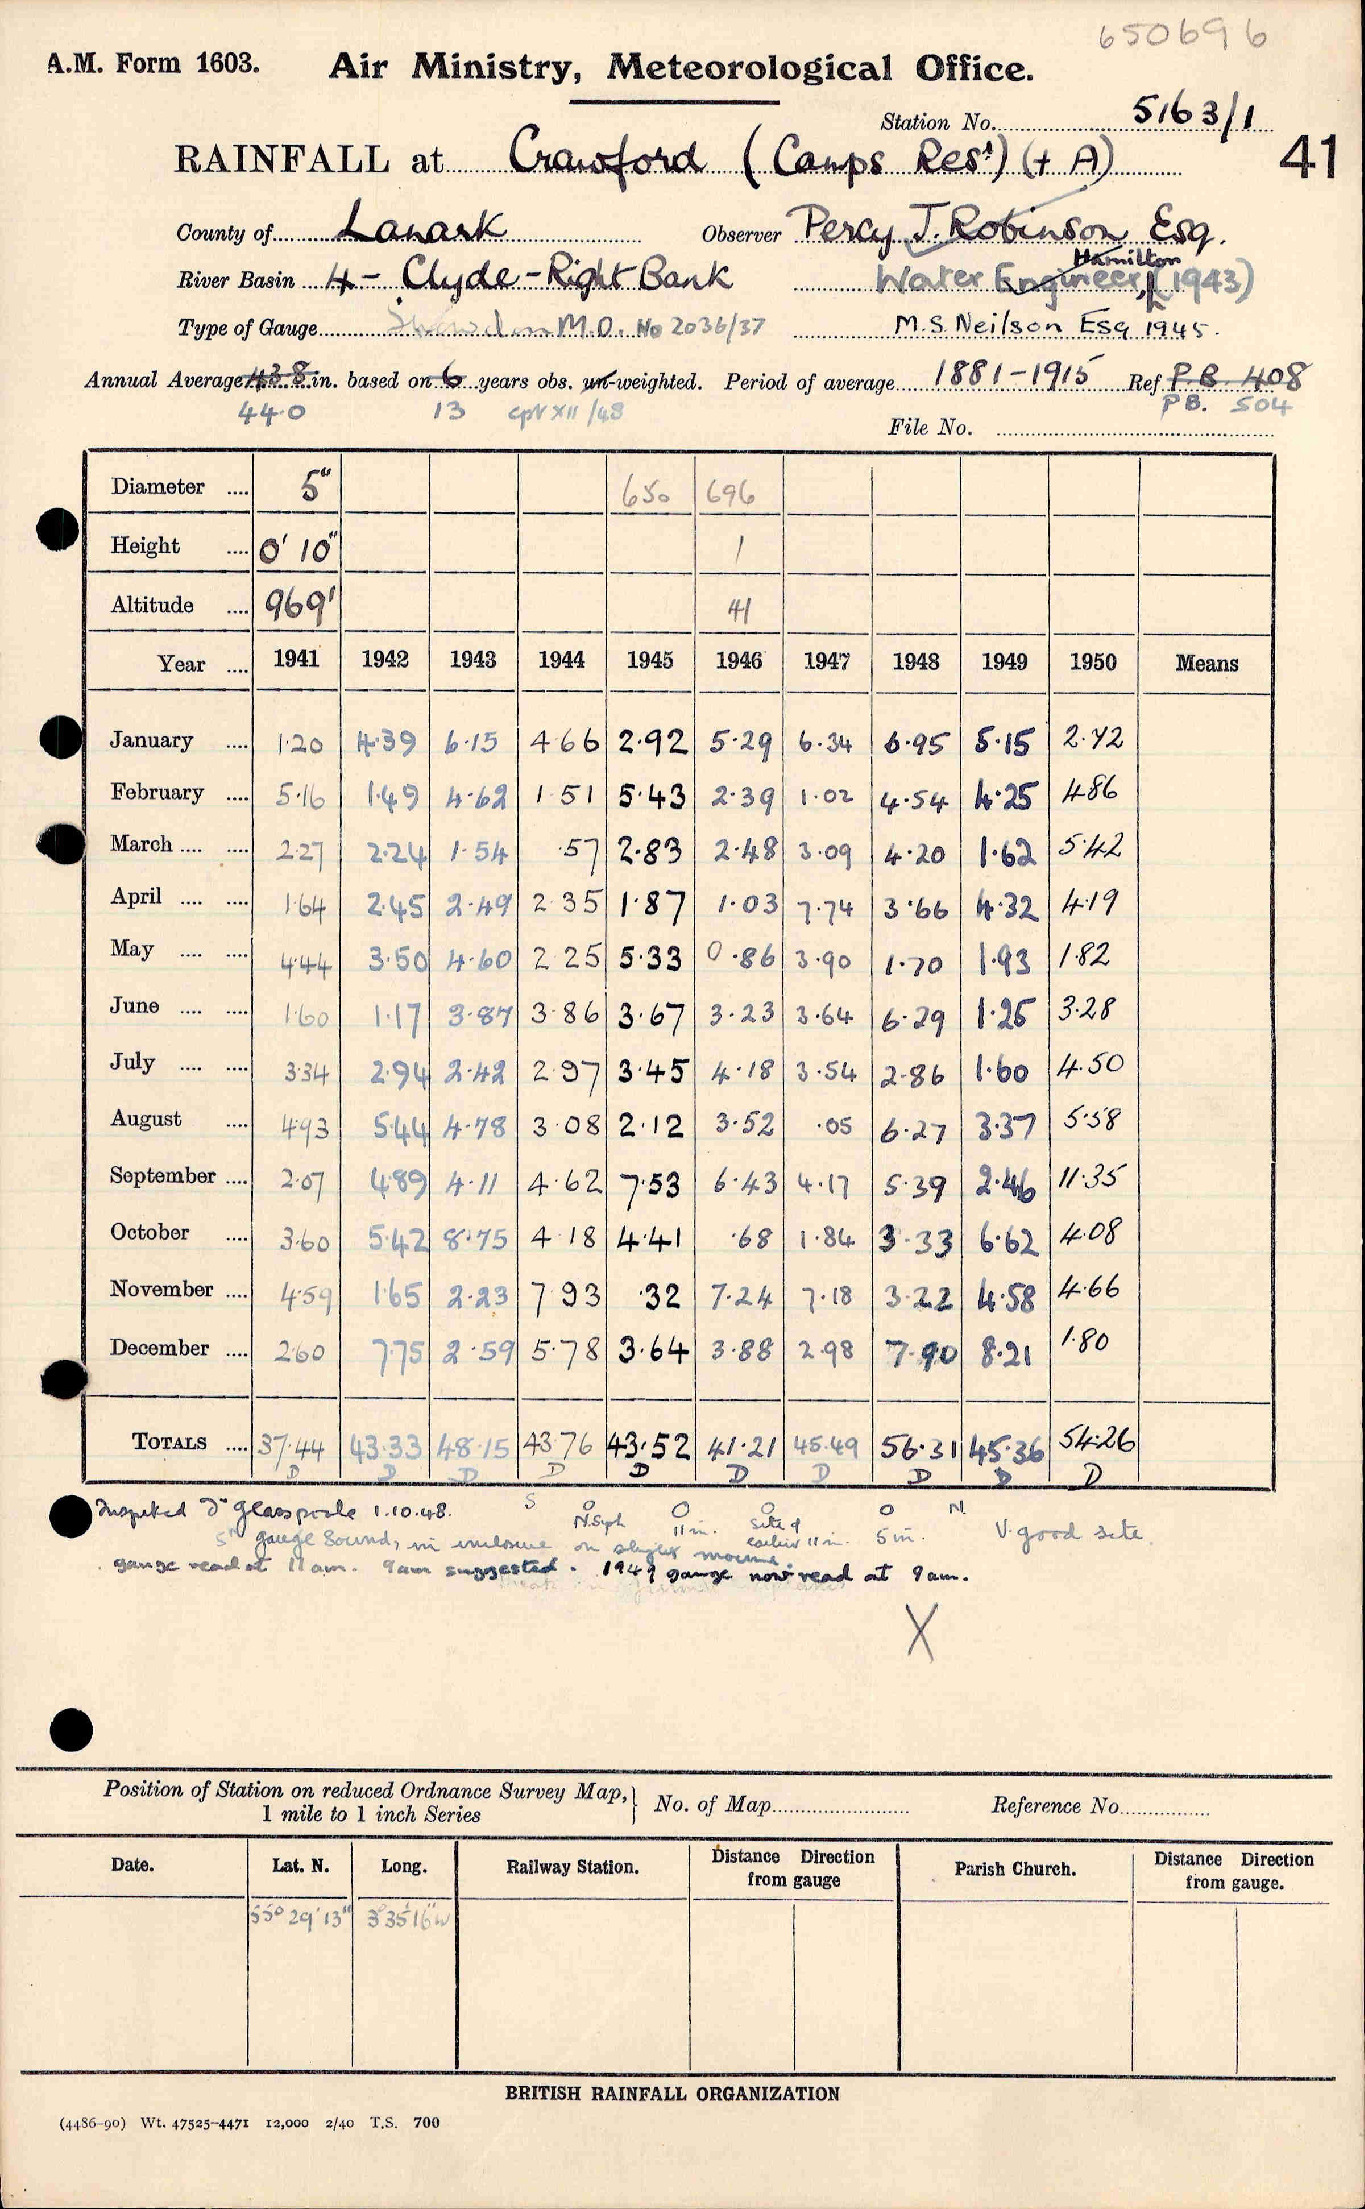 650696
A.M. Form 1603. Air Ministry, Meteorological Office.
Station No. 5163/1
41
RAINFALL at Crawford (Camps Resr) (+ A)
County of Lanark Observer Percy J. Robinson Esq.
Hamilton
River Basin 4 - Clyde - Right Bank Water Engineer, (1943)
Type of Gauge M.O. No 2036/37 M.S. Neilson Esq 1945.
Annual Average 43.8 in. based on 6 years obs. un-weighted. Period of average 1881-1915 Ref P.B. 408
44.0 13 XII/48 P.B. 504
File No.
Diameter .... 5" 650 696
Height .... 0' 10" 1
Altitude .... 969' 41
Year .... 1941 1942 1943 1944 1945 1946 1947 1948 1949 1950 Means
January .... 1.20 4.39 6.15 4.66 2.92 5.29 6.34 6.95 5.15 2.72
February .... 5.16 1.49 4.62 1.51 5.43 2.39 1.02 4.54 4.25 4.86
March .... .... 2.27 2.24 1.54 .57 2.83 2.48 3.09 4.20 1.62 5.42
April .... .... 1.64 2.45 2.49 2.35 1.87 1.03 7.74 3.66 4.32 4.19
May .... .... 4.44 3.50 4.60 2.25 5.33 0.86 3.90 1.70 1.93 1.82
June .... .... 1.60 1.17 3.87 3.86 3.67 3.23 3.64 6.29 1.25 3.28
July .... .... 3.34 2.94 2.42 2.97 3.45 4.18 3.54 2.86 1.60 4.50
August .... 4.93 5.44 4.78 3.08 2.12 3.52 .05 6.27 3.37 5.58
September .... 2.07 4.89 4.11 4.62 7.53 6.43 4.17 5.39 2.46 11.35
October .... 3.60 5.42 8.75 4.18 4.41 .68 1.84 3.33 6.62 4.08
November .... 4.59 1.65 2.23 7.93 .32 7.24 7.18 3.22 4.58 4.66
December .... 2.60 7.75 2.59 5.78 3.64 3.88 2.98 7.90 8.21 1.80
TOTALS .... 37.44 43.33 48.15 43.76 43.52 41.21 45.49 56.31 45.36 54.26
D D D D D D D D D D
Inspected Dr Glasspoole 1.10.48. S O O O O N
N.Syph 11 in. Site of earlier 11 in. 5 in. V. good site
5" gauge sound, in enclosure on slight mound.
gauge read at 11am. 9am suggested. 1949 gauge now read at 9am.
X
Position of Station on reduced Ordnance Survey Map, 1 mile to 1 inch Series } No. of Map Reference No.
Date. Lat. N. Long. Railway Station. Distance Direction from gauge Parish Church. Distance Direction from gauge.
55° 29' 13" 3° 35' 16" W
BRITISH RAINFALL ORGANIZATION
(4486-90) Wt. 47525-4471 12,000 2/40 T.S. 700